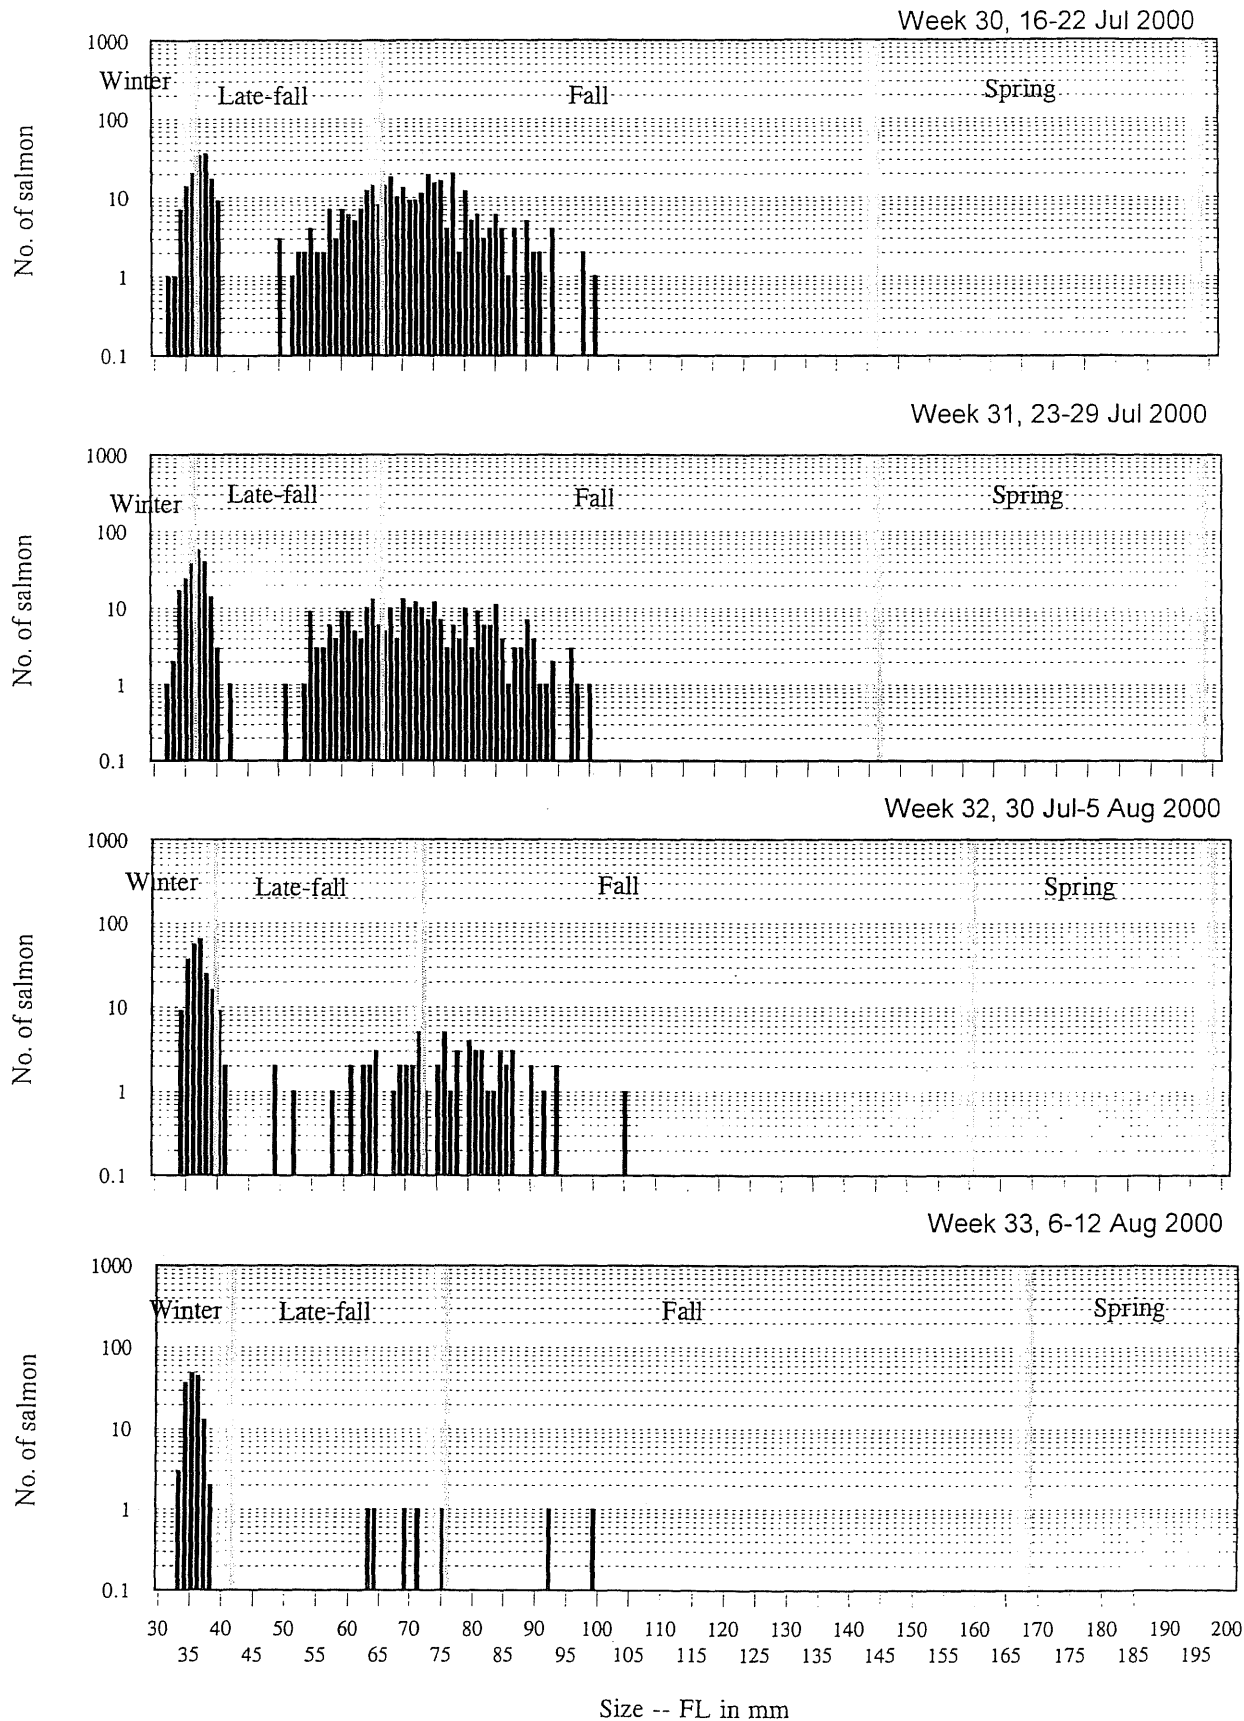 Week 30, 16-22 Jul 2000
1000
Winter
Late-fall
Fall
Spring
100
No. of salmon
10
1
0.1
Week 31, 23-29 Jul 2000
1000
Winter
Late-fall
Fall
Spring
100
No. of salmon
10
1
0.1
Week 32, 30 Jul-5 Aug 2000
1000
Winter
Late-fall
Fall
Spring
100
No. of salmon
10
1
0.1
Week 33, 6-12 Aug 2000
1000
Winter
Late-fall
Fall
Spring
100
No. of salmon
10
1
0.1
30 40 50 60 70 80 90 100 110 120 130 140 150 160 170 180 190 200
35 45 55 65 75 85 95 105 115 125 135 145 155 165 175 185 195
Size -- FL in mm